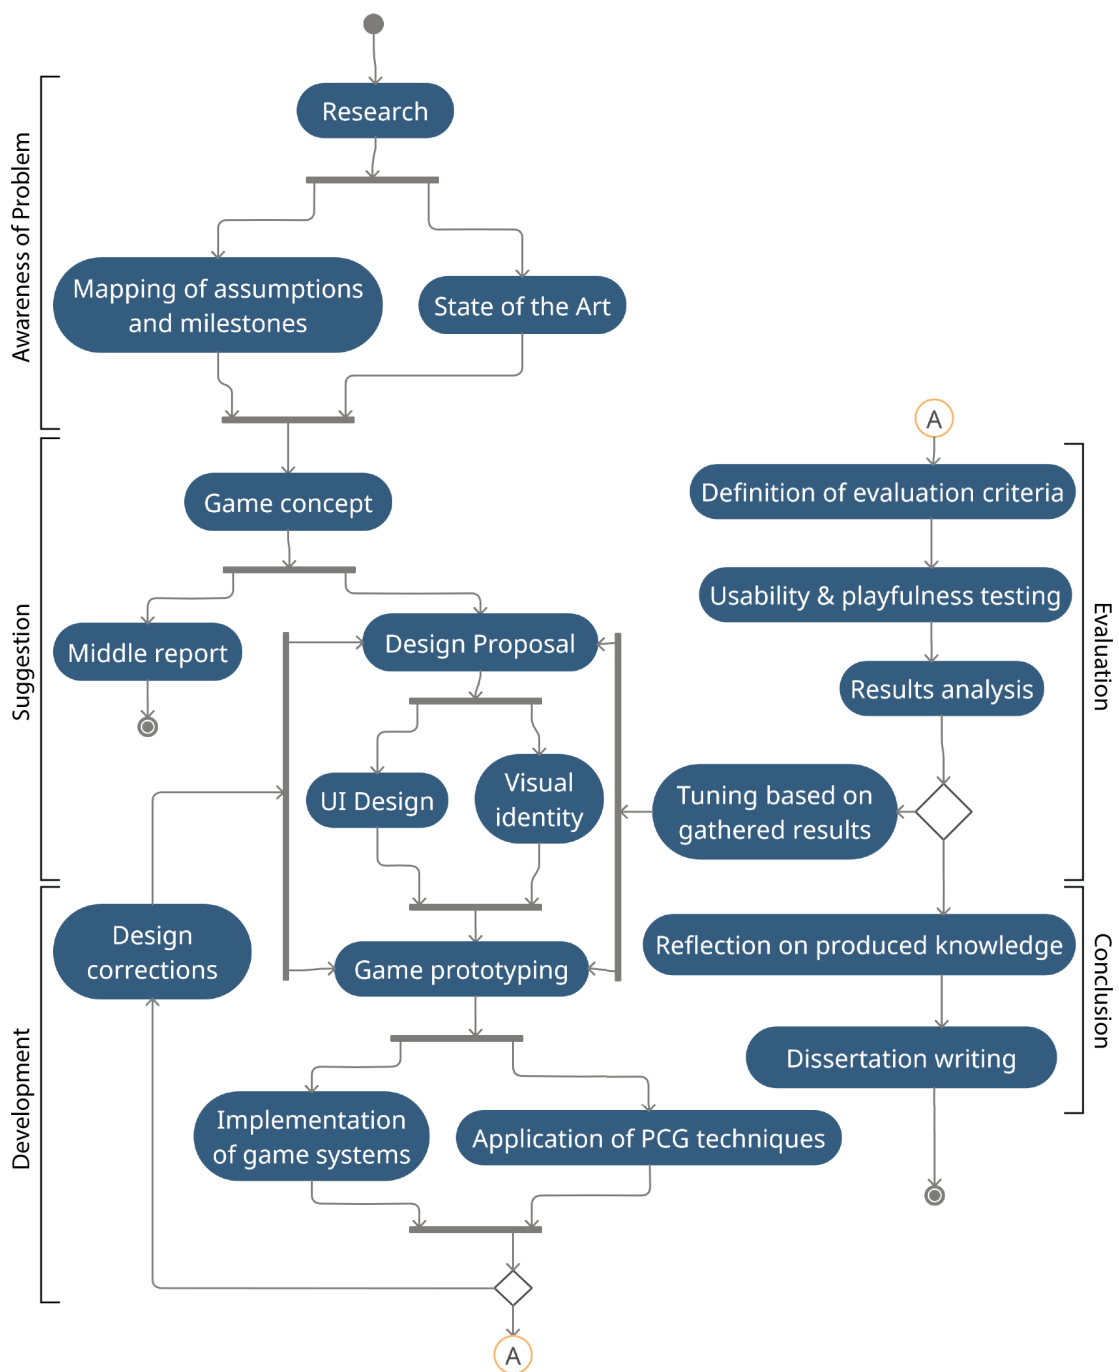 Awareness of Problem
Research
Mapping of assumptions
and milestones
State of the Art
Suggestion
Game concept
Middle report
Design Proposal
UI Design
Visual
identity
Development
Design
corrections
Game prototyping
Implementation
of game systems
Application of PCG techniques
A
A
Evaluation
Definition of evaluation criteria
Usability & playfulness testing
Results analysis
Tuning based on
gathered results
Conclusion
Reflection on produced knowledge
Dissertation writing